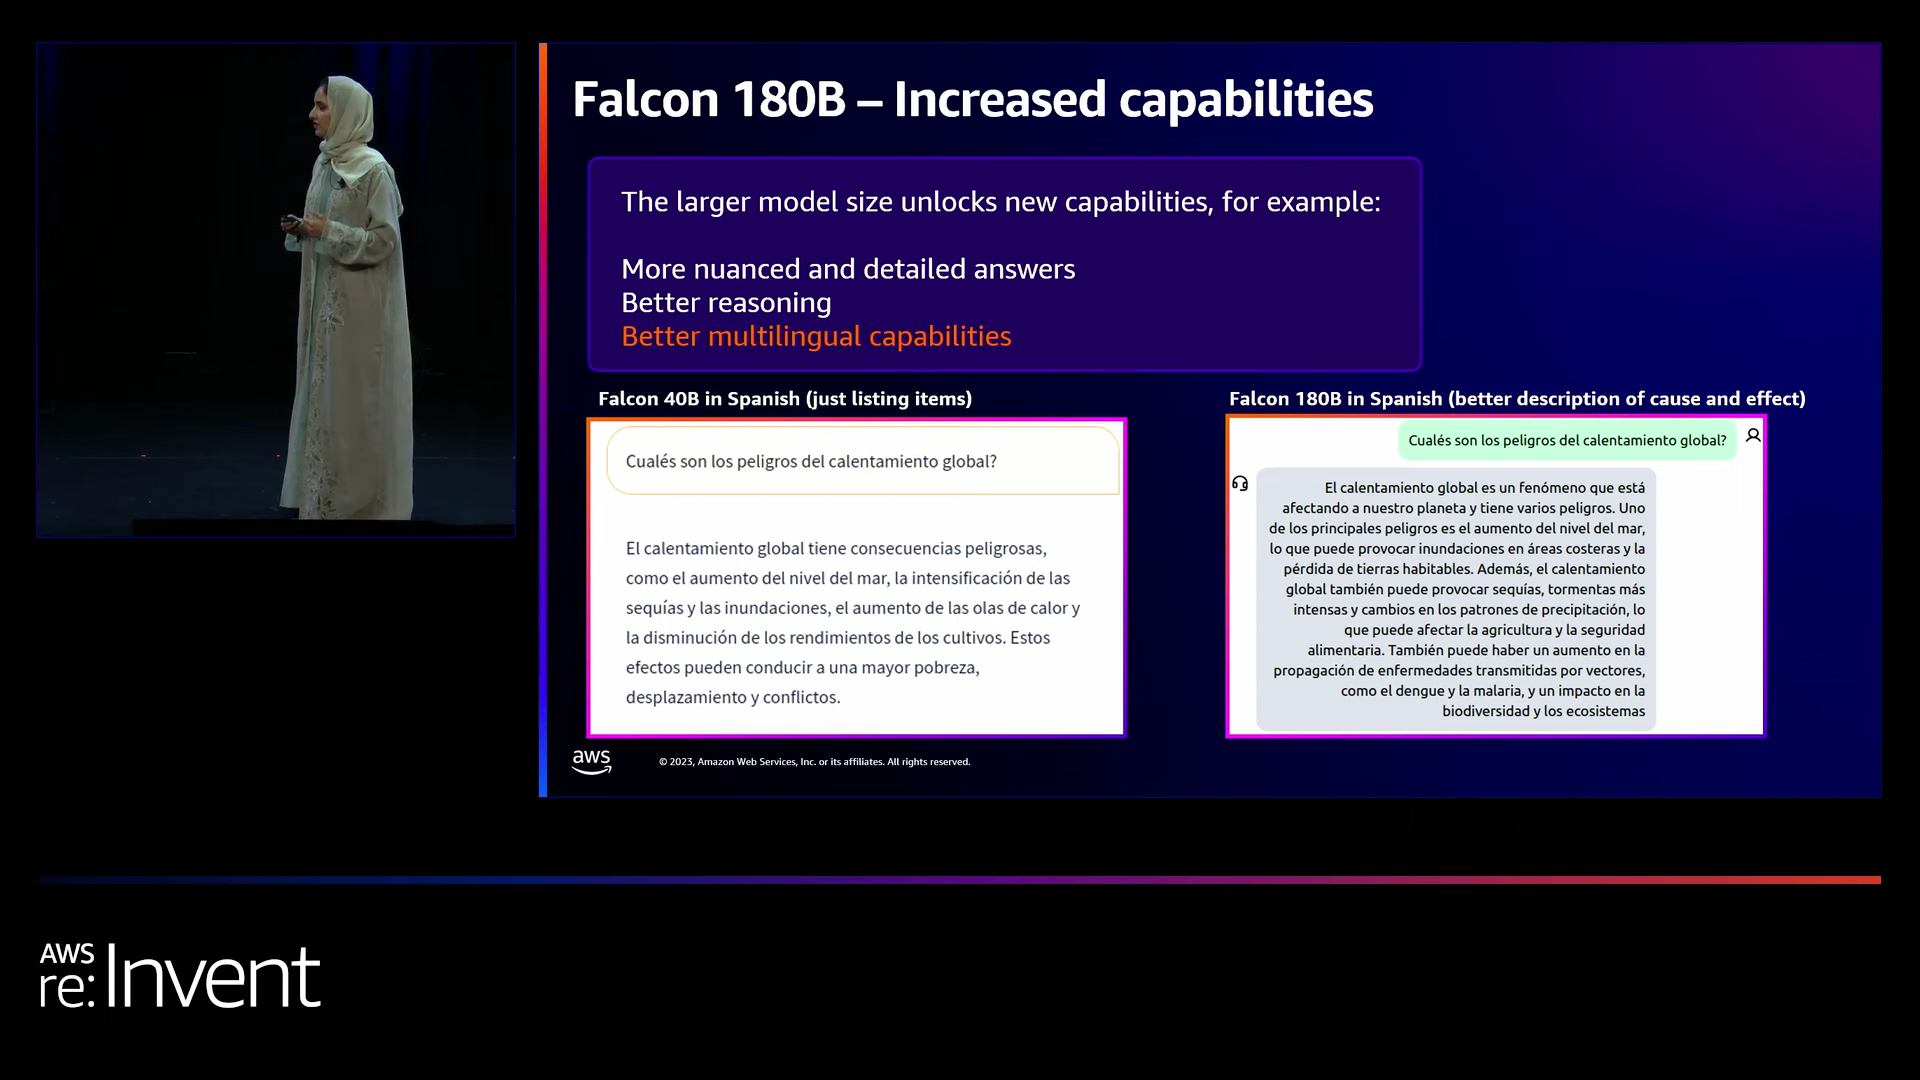 Falcon 180B – Increased capabilities
The larger model size unlocks new capabilities, for example:
More nuanced and detailed answers
Better reasoning
Better multilingual capabilities
Falcon 40B in Spanish (just listing items)
Cualés son los peligros del calentamiento global?
El calentamiento global tiene consecuencias peligrosas,
como el aumento del nivel del mar, la intensificación de las
sequías y las inundaciones, el aumento de las olas de calor y
la disminución de los rendimientos de los cultivos. Estos
efectos pueden conducir a una mayor pobreza,
desplazamiento y conflictos.
Falcon 180B in Spanish (better description of cause and effect)
Cualés son los peligros del calentamiento global?
El calentamiento global es un fenómeno que está
afectando a nuestro planeta y tiene varios peligros. Uno
de los principales peligros es el aumento del nivel del mar,
lo que puede provocar inundaciones en áreas costeras y la
pérdida de tierras habitables. Además, el calentamiento
global también puede provocar sequías, tormentas más
intensas y cambios en los patrones de precipitación, lo
que puede afectar la agricultura y la seguridad
alimentaria. También puede haber un aumento en la
propagación de enfermedades transmitidas por vectores,
como el dengue y la malaria, y un impacto en la
biodiversidad y los ecosistemas
aws
© 2023, Amazon Web Services, Inc. or its affiliates. All rights reserved.
AWS
re:Invent